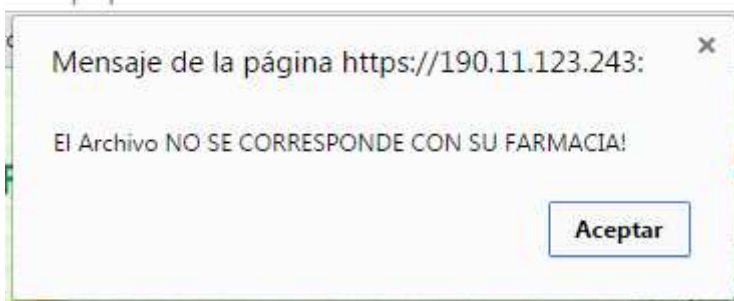 Mensaje de la página https://190.11.123.243:
El Archivo NO SE CORRESPONDE CON SU FARMACIA!
Aceptar